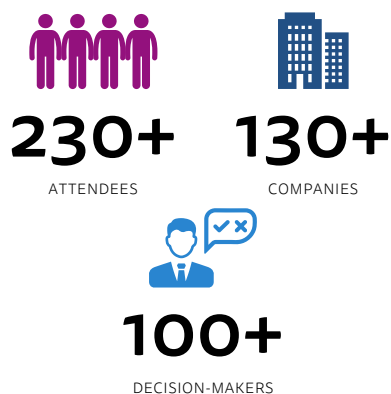 230+
130+
ATTENDEES
COMPANIES
100+
DECISION-MAKERS